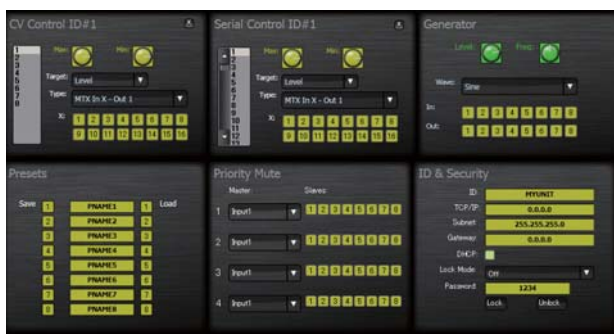 CV Control ID#1
Max: Min:
1
2
3
4
5
6
7
8
Target: Level
Type: MTX In X - Out 1
X: 1 2 3 4 5 6 7 8
9 10 11 12 13 14 15 16
Serial Control ID#1
Max: Min:
1
2
3
4
5
6
7
8
9
10
11
12
Target: Level
Type: MTX In X - Out 1
X: 1 2 3 4 5 6 7 8
9 10 11 12 13 14 15 16
Generator
Level: Freq:
Wave: Sine
In: 1 2 3 4 5 6 7 8
Out: 1 2 3 4 5 6 7 8
Presets
Save 1 PNAME1 1 Load
2 PNAME2 2
3 PNAME3 3
4 PNAME4 4
5 PNAME5 5
6 PNAME6 6
7 PNAME7 7
8 PNAME8 8
Priority Mute
Master Slaves:
1 Input1 1 2 3 4 5 6 7 8
2 Input1 1 2 3 4 5 6 7 8
3 Input1 1 2 3 4 5 6 7 8
4 Input1 1 2 3 4 5 6 7 8
ID & Security
ID: MYUNIT
TCP/IP: 0.0.0.0
Subnet: 255.255.255.0
Gateway: 0.0.0.0
DHCP:
Lock Mode: Off
Password: 1234
Lock Unlock